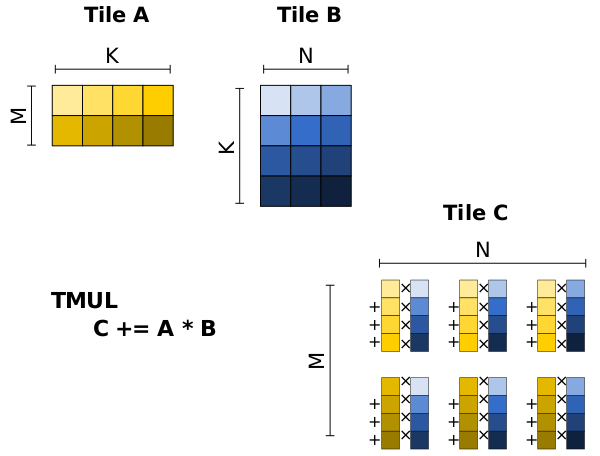 Tile A
Tile B
K
N
M
K
Tile C
N
TMUL
C += A * B
M
× × ×
+ × + × + ×
+ × + × + ×
+ × + × + ×
× × ×
+ × + × + ×
+ × + × + ×
+ × + × + ×